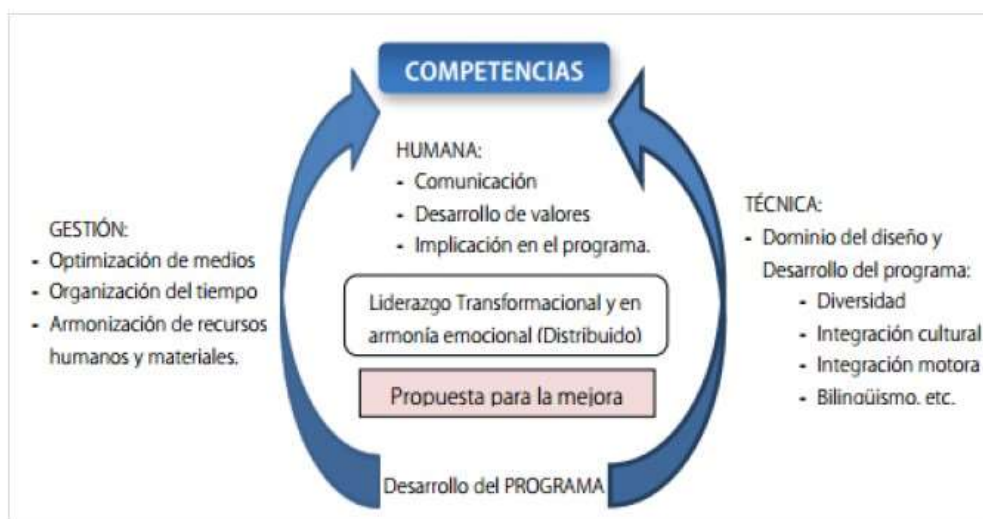 COMPETENCIAS
HUMANA:
- Comunicación
- Desarrollo de valores
- Implicación en el programa.
GESTIÓN:
- Optimización de medios
- Organización del tiempo
- Armonización de recursos
humanos y materiales.
TÉCNICA:
- Dominio del diseño y
Desarrollo del programa:
- Diversidad
- Integración cultural
- Integración motora
- Bilingüismo, etc.
Liderazgo Transformacional y en
armonía emocional (Distribuido)
Propuesta para la mejora
Desarrollo del PROGRAMA